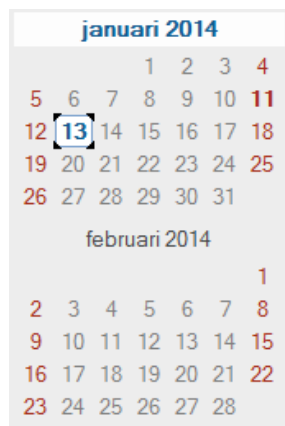 januari 2014
1 2 3 4
5 6 7 8 9 10 11
12 13 14 15 16 17 18
19 20 21 22 23 24 25
26 27 28 29 30 31
februari 2014
1
2 3 4 5 6 7 8
9 10 11 12 13 14 15
16 17 18 19 20 21 22
23 24 25 26 27 28